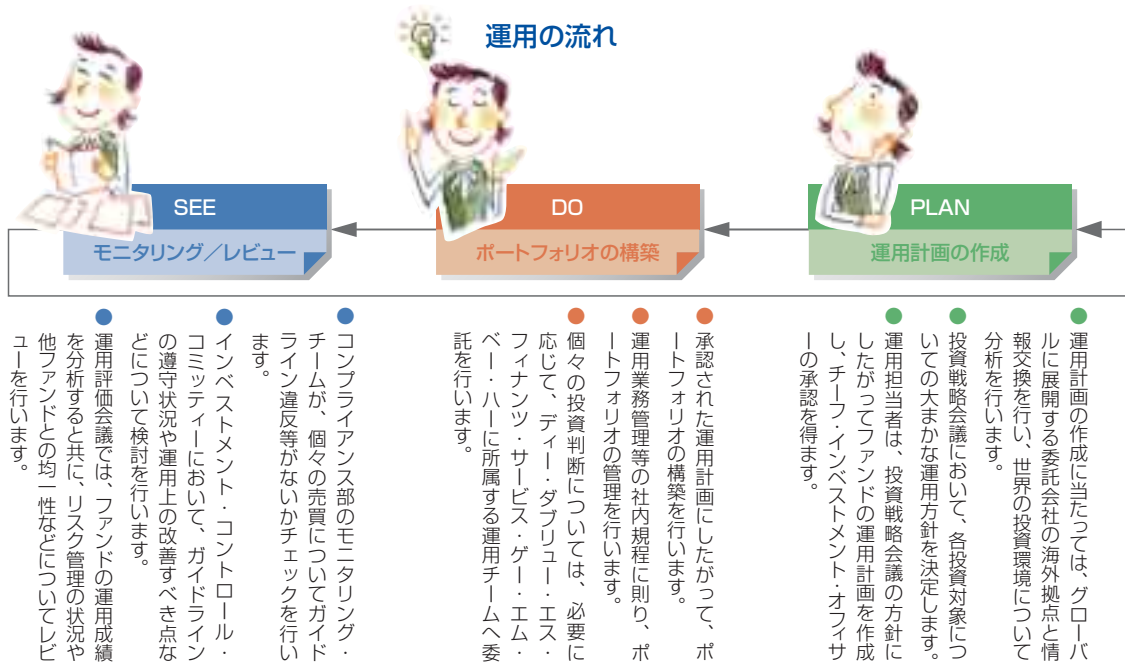 運用の流れ
PLAN
運用計画の作成
● 運用計画の作成に当たっては、グローバ
ルに展開する委託会社の海外拠点と情
報交換を行い、世界の投資環境について
分析を行います。
● 投資戦略会議において、各投資対象につ
いての大まかな運用方針を決定します。
● 運用担当者は、投資戦略会議の方針に
したがってファンドの運用計画を作成
し、チーフ・インベストメント・オフィサ
ーの承認を得ます。
DO
ポートフォリオの構築
● 承認された運用計画にしたがって、ポ
ートフォリオの構築を行います。
● 運用業務管理等の社内規程に則り、ポ
ートフォリオの管理を行います。
● 個々の投資判断については、必要に
応じて、ディー・ダブリュー・エス・
フィナンツ・サービス・ゲー・エム・
ベー・ハーに所属する運用チームへ委
託を行います。
SEE
モニタリング／レビュー
● コンプライアンス部のモニタリング・
チームが、個々の売買についてガイド
ライン違反等がないかチェックを行い
ます。
● インベストメント・コントロール・
コミッティーにおいて、ガイドライン
の遵守状況や運用上の改善すべき点な
どについて検討を行います。
● 運用評価会議では、ファンドの運用成績
を分析すると共に、リスク管理の状況や
他ファンドとの均一性などについてレビ
ューを行います。